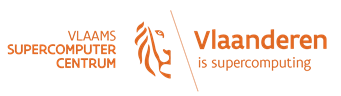 VLAAMS
SUPERCOMPUTER
CENTRUM
Vlaanderen
is supercomputing